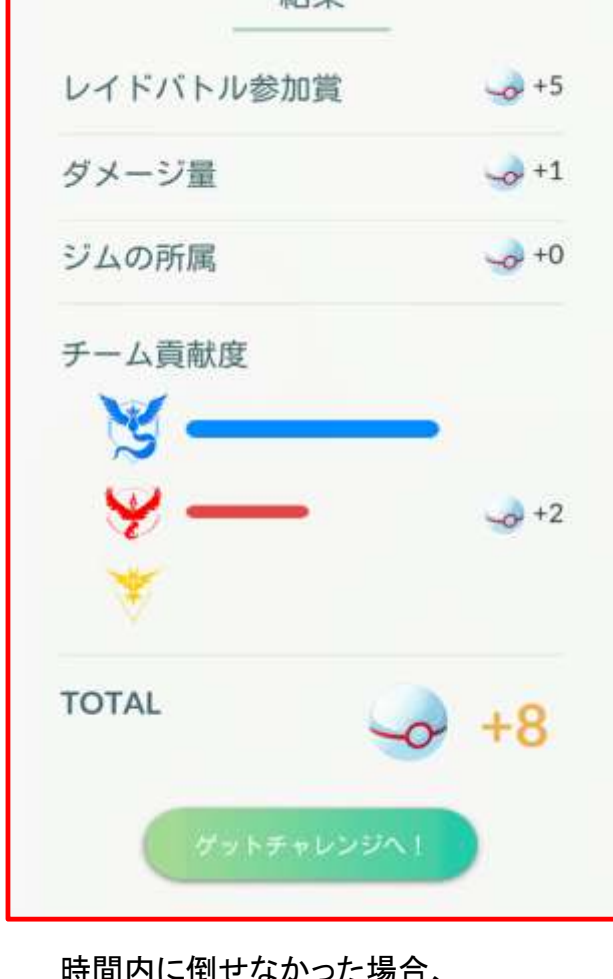 結果
レイドバトル参加賞 +5
ダメージ量 +1
ジムの所属 +0
チーム貢献度
+2
TOTAL +8
ゲットチャレンジへ!
時間内に倒せなかった場合、